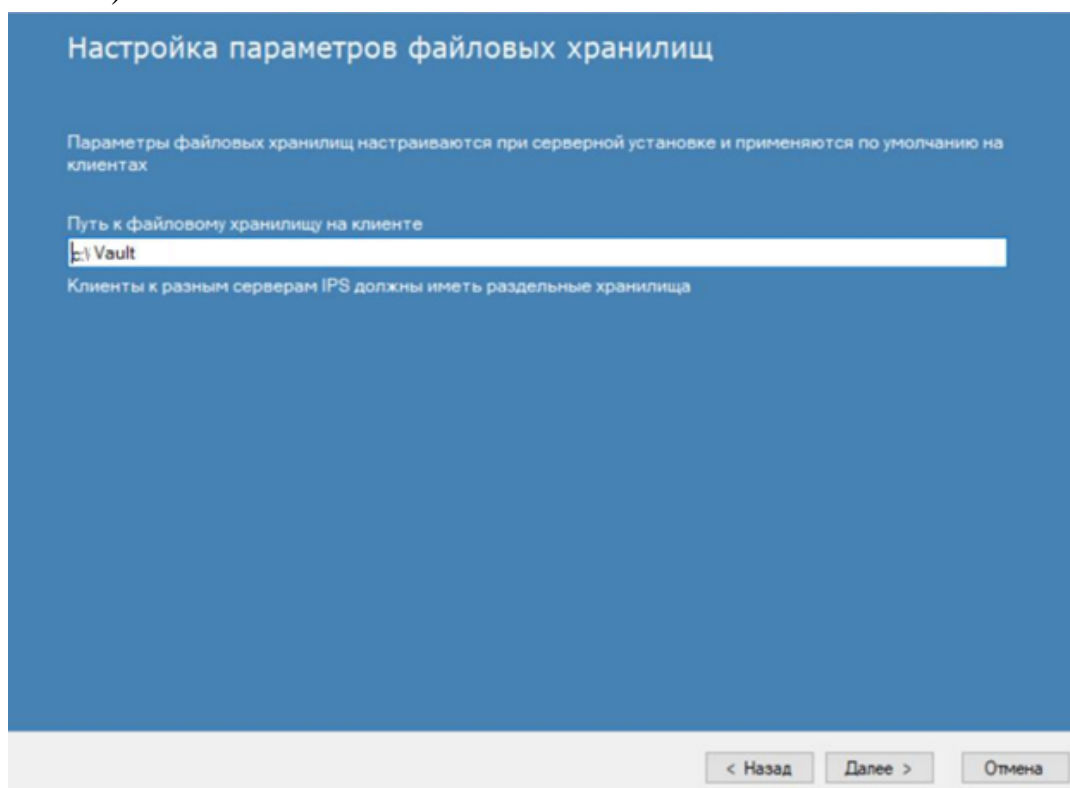 Настройка параметров файловых хранилищ
Параметры файловых хранилищ настраиваются при серверной установке и применяются по умолчанию на
клиентах
Путь к файловому хранилищу на клиенте
c:\ Vault
Клиенты к разным серверам IPS должны иметь раздельные хранилища
< Назад
Далее >
Отмена